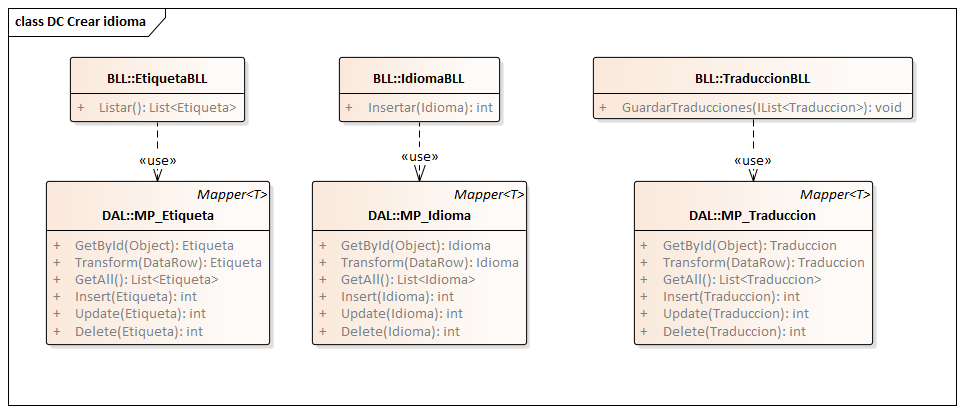 class DC Crear idioma
BLL::EtiquetaBLL
+ Listar(): List<Etiqueta>
BLL::IdiomaBLL
+ Insertar(Idioma): int
BLL::TraduccionBLL
+ GuardarTraducciones(IList<Traduccion>): void
«use»
«use»
«use»
Mapper<T>
DAL::MP_Etiqueta
+ GetById(Object): Etiqueta
+ Transform(DataRow): Etiqueta
+ GetAll(): List<Etiqueta>
+ Insert(Etiqueta): int
+ Update(Etiqueta): int
+ Delete(Etiqueta): int
Mapper<T>
DAL::MP_Idioma
+ GetById(Object): Idioma
+ Transform(DataRow): Idioma
+ GetAll(): List<Idioma>
+ Insert(Idioma): int
+ Update(Idioma): int
+ Delete(Idioma): int
Mapper<T>
DAL::MP_Traduccion
+ GetById(Object): Traduccion
+ Transform(DataRow): Traduccion
+ GetAll(): List<Traduccion>
+ Insert(Traduccion): int
+ Update(Traduccion): int
+ Delete(Traduccion): int